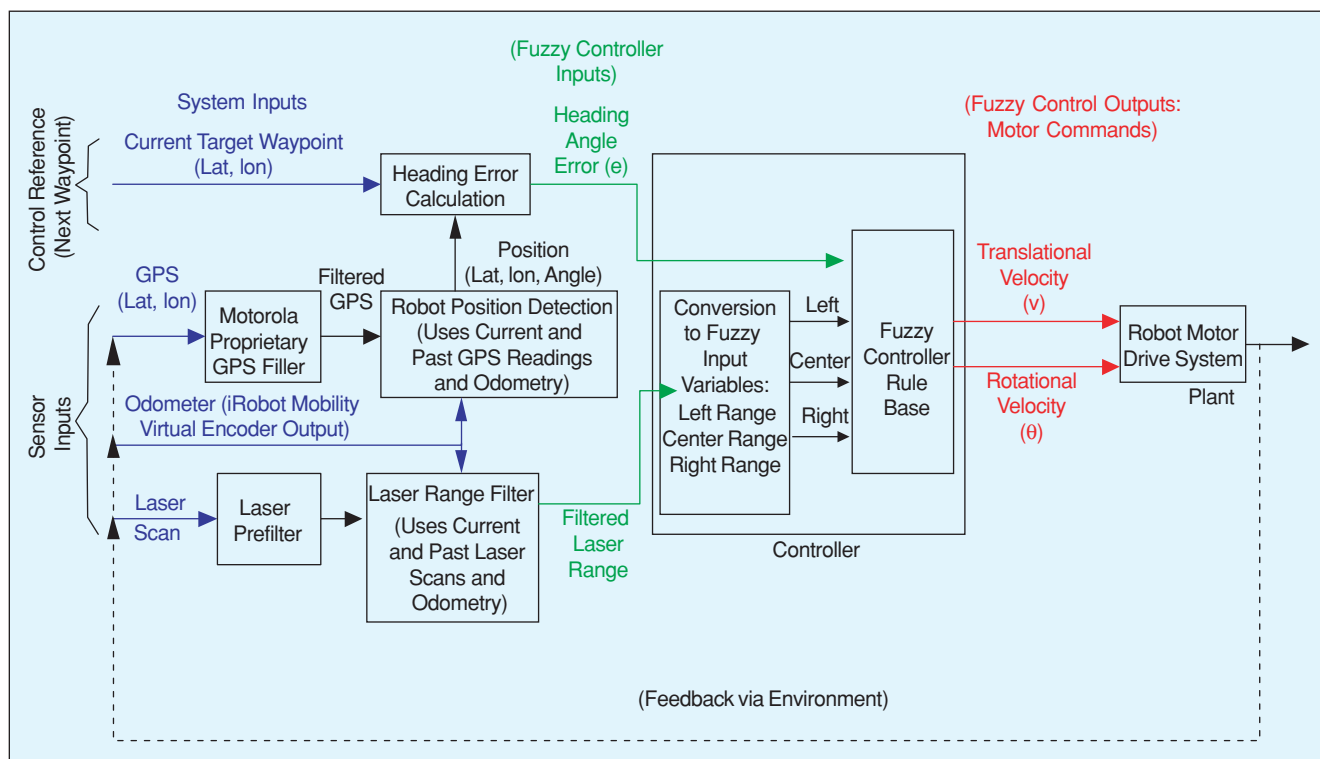 (Fuzzy Controller
Inputs)
System Inputs
(Fuzzy Control Outputs:
Motor Commands)
Control Reference
(Next Waypoint)
Current Target Waypoint
(Lat, lon)
Heading Error
Calculation
Heading
Angle
Error (e)
Position
(Lat, lon, Angle)
GPS
(Lat, lon)
Motorola
Proprietary
GPS Filler
Filtered
GPS
Robot Position Detection
(Uses Current and
Past GPS Readings
and Odometry)
Sensor
Inputs
Odometer (iRobot Mobility
Virtual Encoder Output)
Laser
Scan
Laser
Prefilter
Laser Range Filter
(Uses Current
and Past Laser
Scans and
Odometry)
Filtered
Laser
Range
Conversion
to Fuzzy
Input
Variables:
Left Range
Center Range
Right Range
Left
Center
Right
Fuzzy
Controller
Rule
Base
Controller
Translational
Velocity
(v)
Rotational
Velocity
(θ)
Robot Motor
Drive System
Plant
(Feedback via Environment)